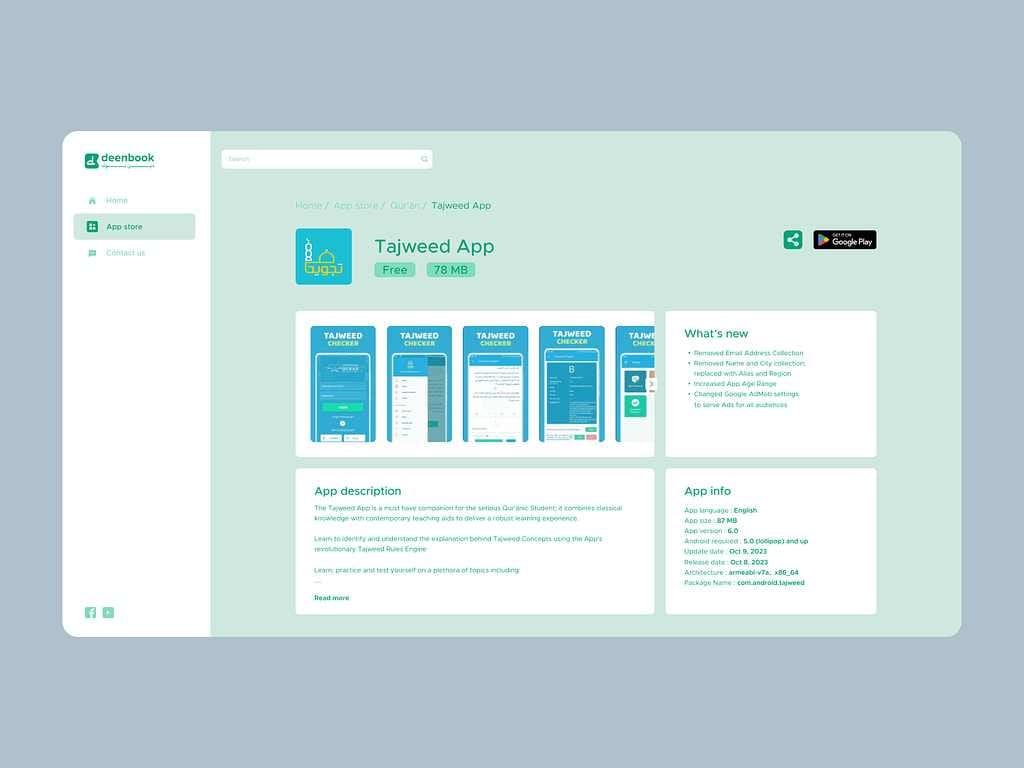 deenbook
Home
App store
Contact us
Search
Home / App store / Qur'ān / Tajweed App
تجويد
Tajweed App
Free 78 MB
GET IT ON
Google Play
TAJWEED
CHECKER
TAJWEED
CHECKER
TAJWEED
CHECKER
TAJWEED
CHECKER
B
TAJW
CHECK
What's new
• Removed Email Address Collection
• Removed Name and City collection;
replaced with Alias and Region
• Increased App Age Range
• Changed Google AdMob settings
to serve Ads for all audiences
App description
The Tajweed App is a must have companion for the serious Qur'ānic Student; it combines classical
knowledge with contemporary teaching aids to deliver a robust learning experience.
Learn to identify and understand the explanation behind Tajweed Concepts using the App's
revolutionary Tajweed Rules Engine
Learn, practice and test yourself on a plethora of topics including:
...
Read more
App info
App language : English
App size : 87 MB
App version : 6.0
Android required : 5.0 (lollipop) and up
Update date : Oct 9, 2023
Release date : Oct 8, 2023
Architecture : armeabi-v7a, x86_64
Package Name : com.android.tajweed